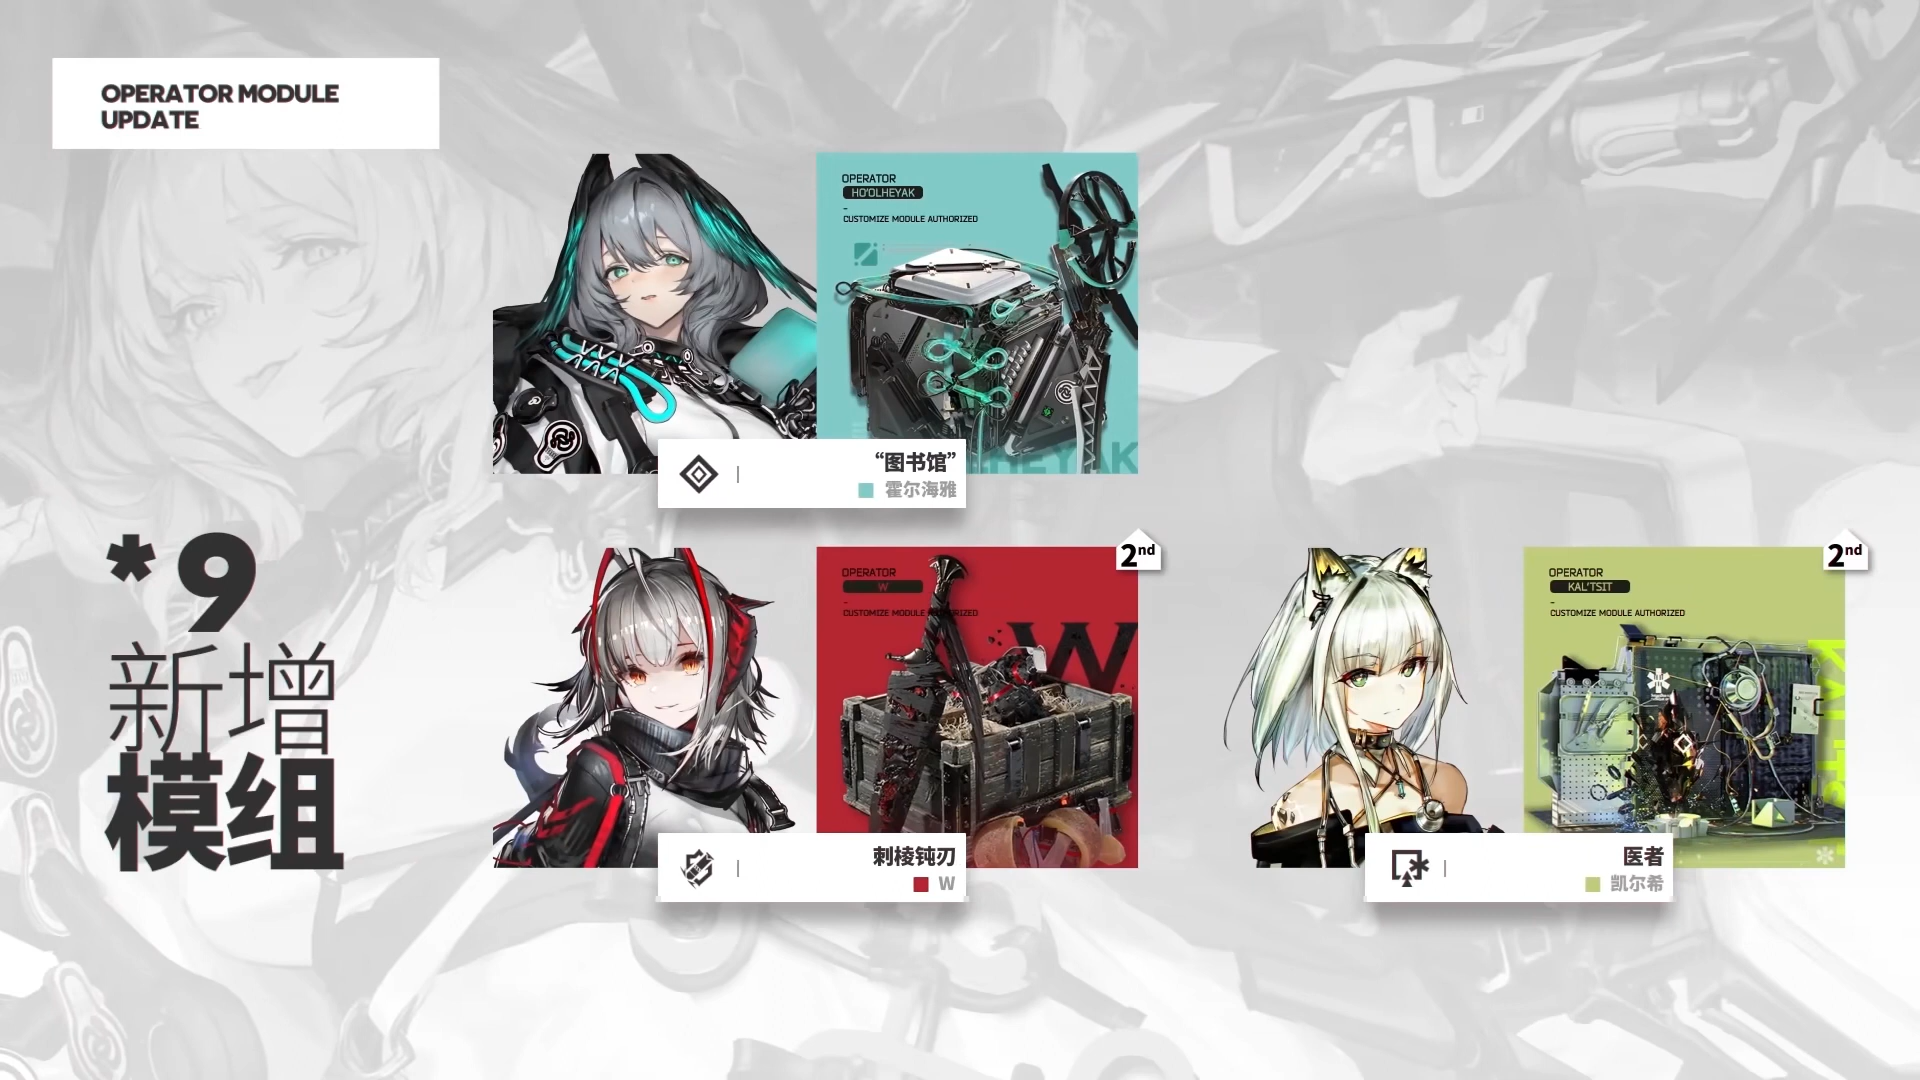 OPERATOR MODULE
UPDATE
OPERATOR
HO'OLHEYAK
CUSTOMIZE MODULE AUTHORIZED
“图书馆”
霍尔海雅
*9
新增
模组
OPERATOR
W
CUSTOMIZE MODULE AUTHORIZED
W
2nd
刺棱钝刃
W
OPERATOR
KAL'TSIT
CUSTOMIZE MODULE AUTHORIZED
2nd
医者
凯尔希